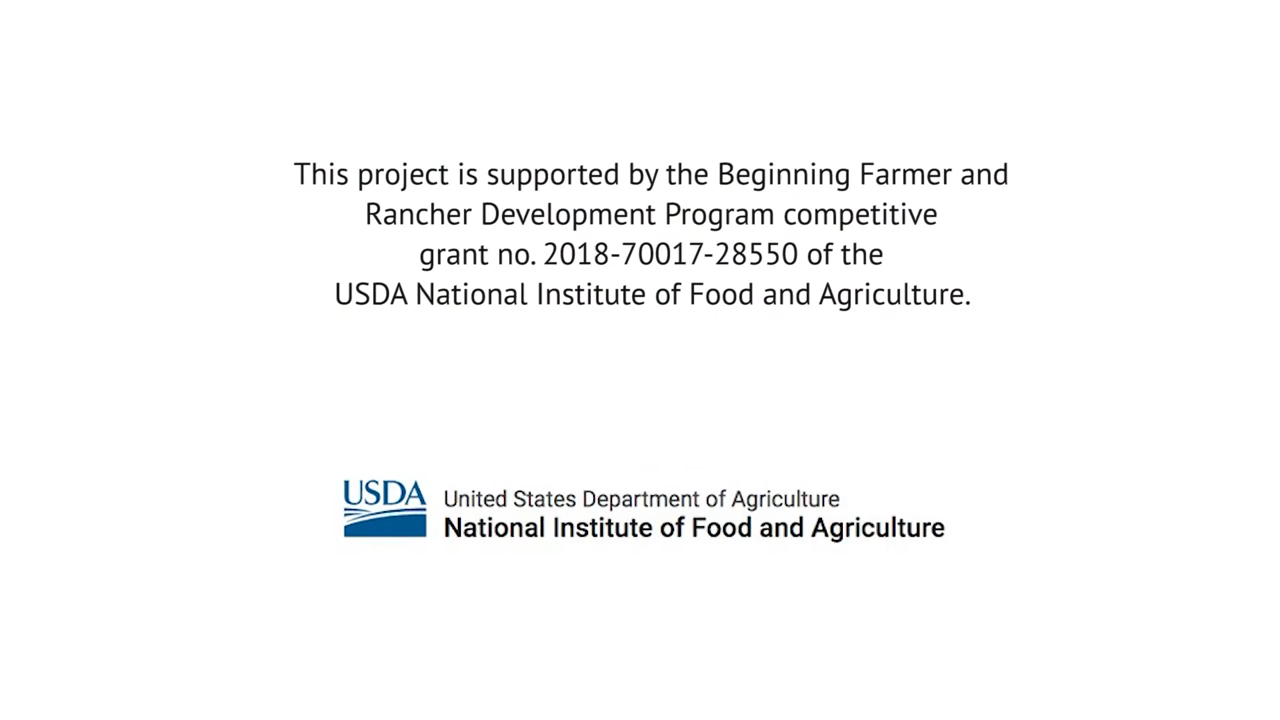 This project is supported by the Beginning Farmer and
Rancher Development Program competitive
grant no. 2018-70017-28550 of the
USDA National Institute of Food and Agriculture.
USDA
United States Department of Agriculture
National Institute of Food and Agriculture